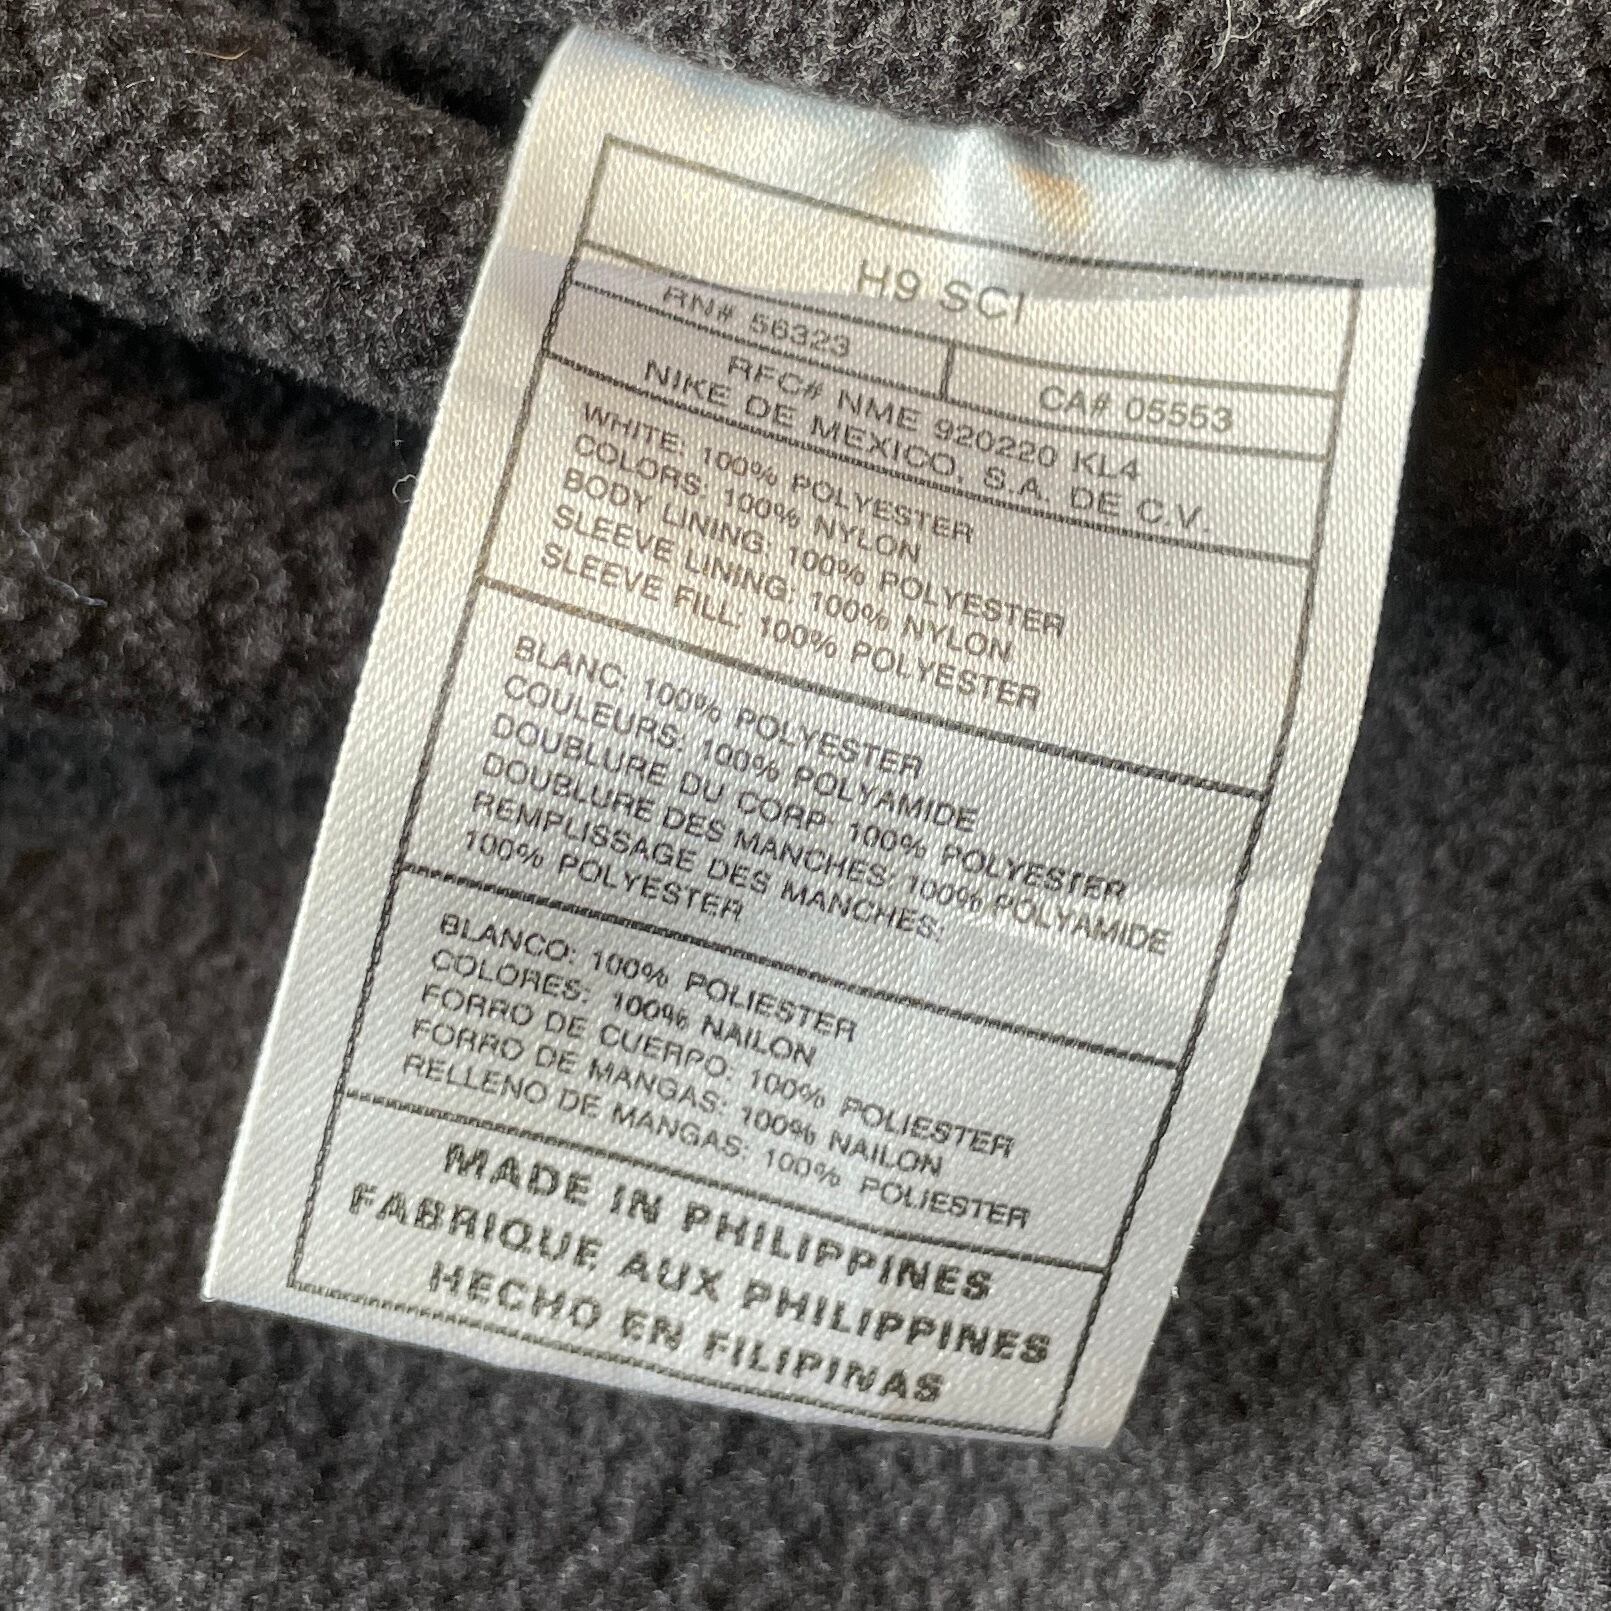 H9 SCI
RN# 56323
CA# 05553
RFC# NME 920220 KL4
NIKE DE MEXICO, S.A. DE C.V.
WHITE: 100% POLYESTER
COLORS: 100% NYLON
BODY LINING: 100% POLYESTER
SLEEVE LINING: 100% NYLON
SLEEVE FILL: 100% POLYESTER
BLANC: 100% POLYESTER
COULEURS: 100% POLYAMIDE
DOUBLURE DU CORP: 100% POLYESTER
DOUBLURE DES MANCHES: 100% POLYAMIDE
REMPLISSAGE DES MANCHES:
100% POLYESTER
BLANCO: 100% POLIESTER
COLORES: 100% NAILON
FORRO DE CUERPO: 100% POLIESTER
FORRO DE MANGAS: 100% NAILON
RELLENO DE MANGAS: 100% POLIESTER
MADE IN PHILIPPINES
FABRIQUE AUX PHILIPPINES
HECHO EN FILIPINAS